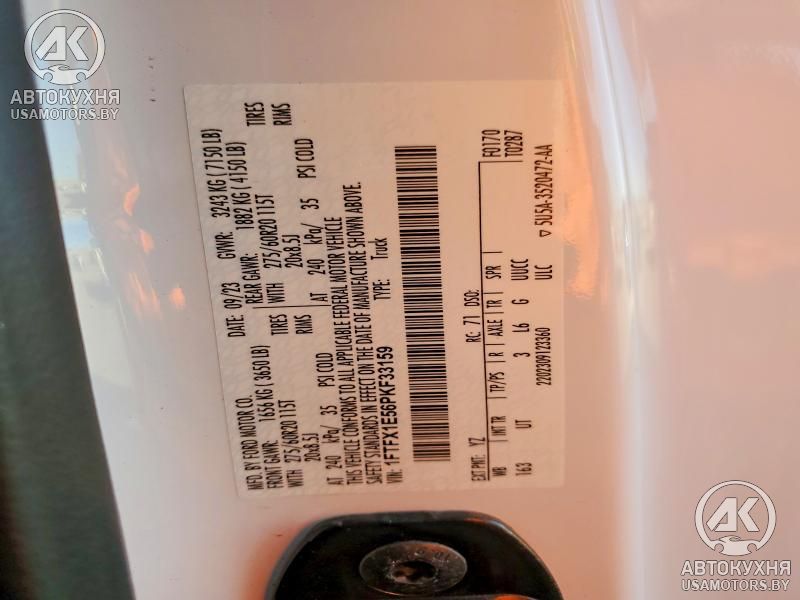 MFD. BY FORD MOTOR CO.
DATE: 09/23
GVWR: 3243 KG (7150 LB)
FRONT GAWR: 1656 KG (3650 LB)
REAR GAWR: 1882 KG (4150 LB)
WITH 275/60R20 115T TIRES
WITH 275/60R20 115T TIRES
20x8.5J RIMS
20x8.5J RIMS
AT 240 kPa/ 35 PSI COLD
AT 240 kPa/ 35 PSI COLD
THIS VEHICLE CONFORMS TO ALL APPLICABLE FEDERAL MOTOR VEHICLE
SAFETY STANDARDS IN EFFECT ON THE DATE OF MANUFACTURE SHOWN ABOVE.
1FTFX1E56PKF33159
TYPE: Truck
F0170
T0287
EXT PNT: YZ
RC: 71 DSO:
WB INT TR TP/PS R AXLE TR SPR
163 UU 3 L6 G UUCC
2202309123360 ULC
▽ 5U5A-3520472-AA
АК
АВТОКУХНЯ
USAMOTORS.BY
АК
АВТОКУХНЯ
USAMOTORS.BY